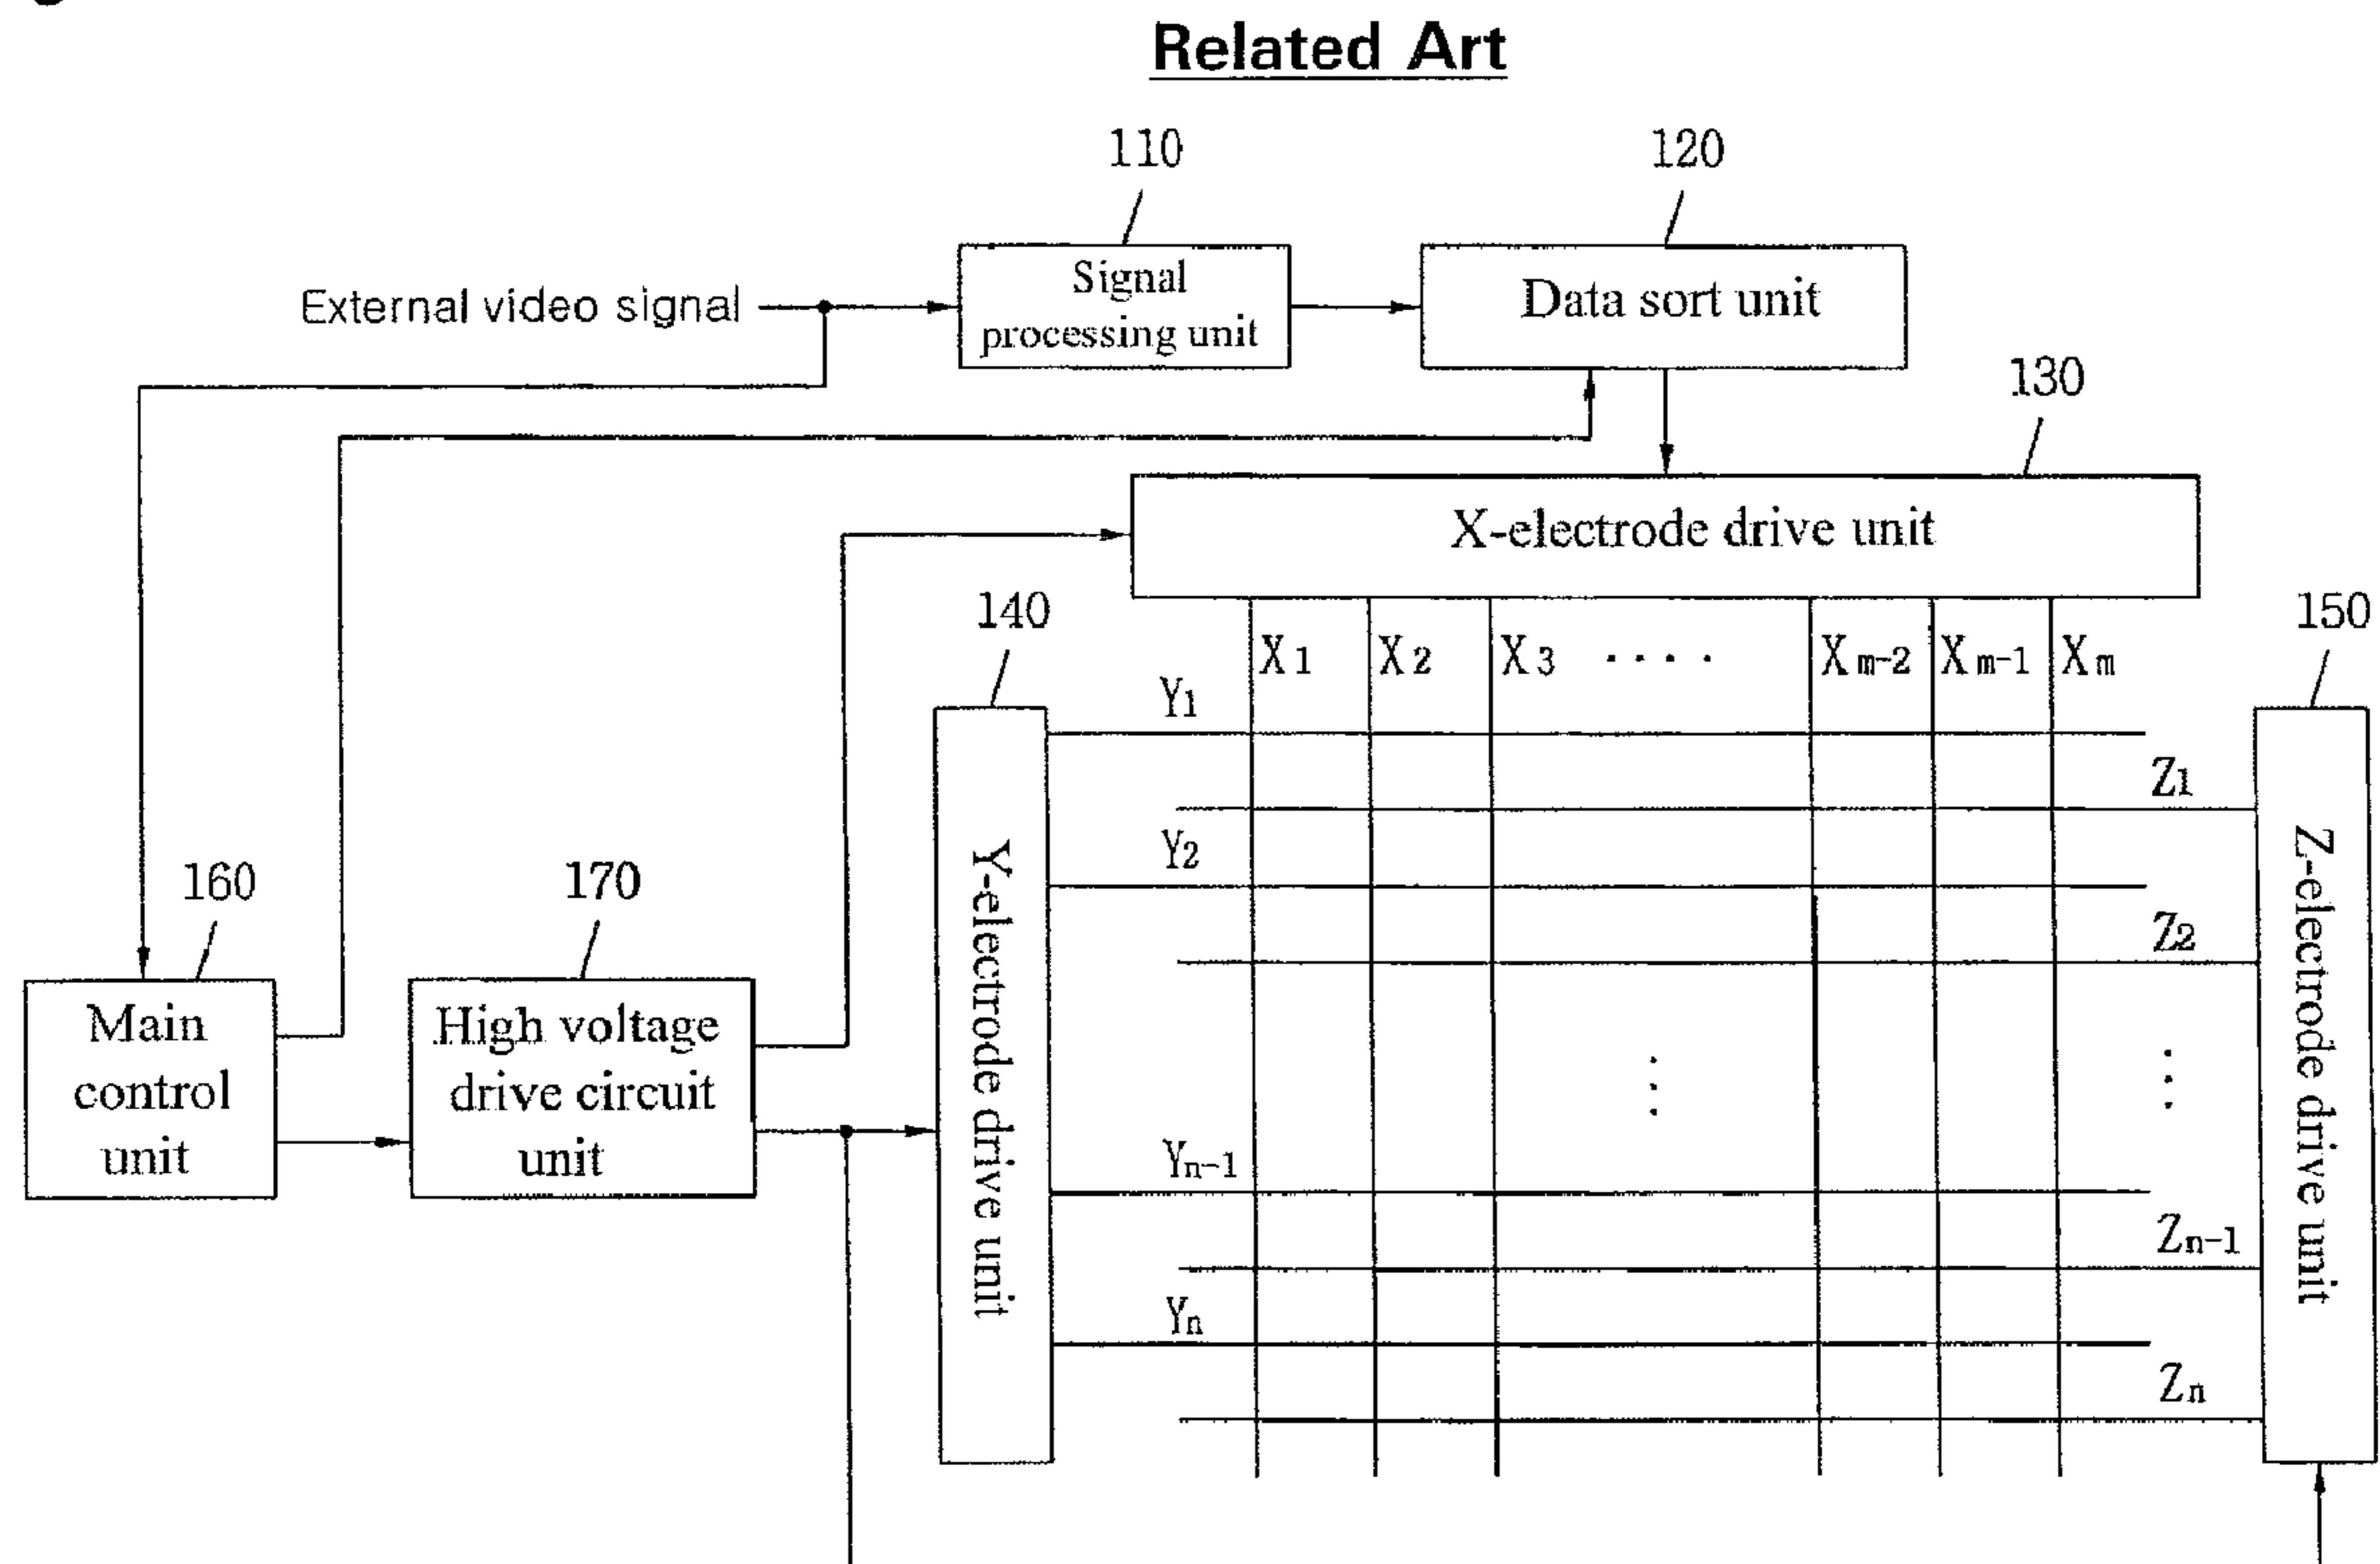 Related Art
110
120
External video signal
Signal
processing unit
Data sort unit
130
X-electrode drive unit
140
150
X1 X2 X3 .... Xm-2 Xm-1 Xm
Y1
Z1
Y2
Z2
160
170
Main
control
unit
High voltage
drive circuit
unit
Y-electrode drive unit
Z-electrode drive unit
Yn-1
Zn-1
Yn
Zn